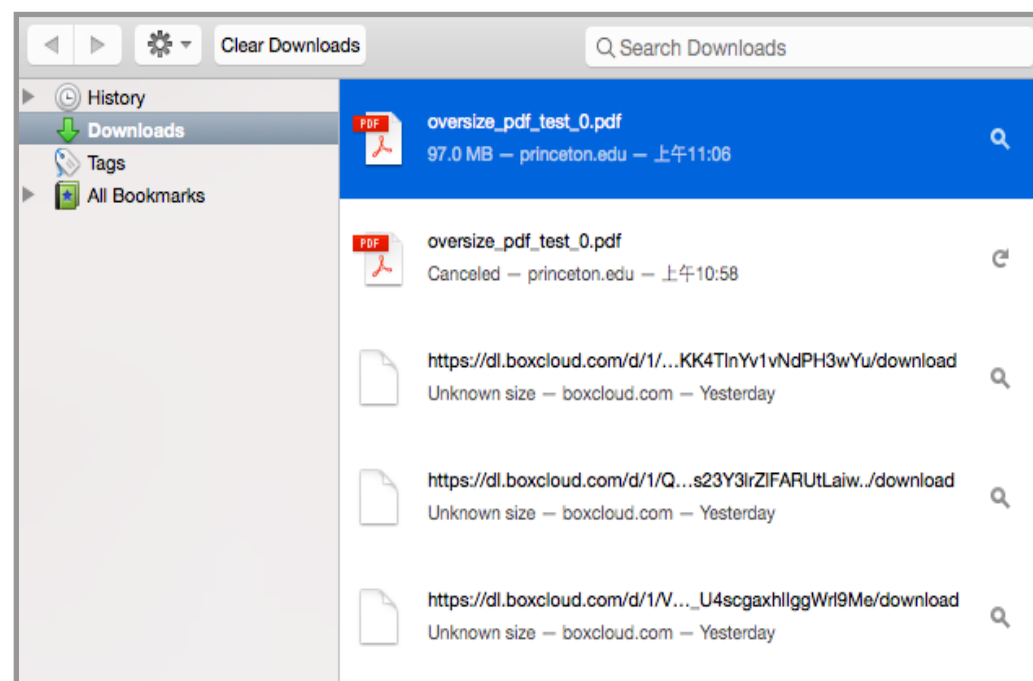 Clear Downloads
Search Downloads
History
Downloads
Tags
All Bookmarks
PDF
oversize_pdf_test_0.pdf
97.0 MB — princeton.edu — 上午11:06
PDF
oversize_pdf_test_0.pdf
Canceled — princeton.edu — 上午10:58
https://dl.boxcloud.com/d/1/...KK4TlnYv1vNdPH3wYu/download
Unknown size — boxcloud.com — Yesterday
https://dl.boxcloud.com/d/1/Q...s23Y3lrZlFARUtLaiw../download
Unknown size — boxcloud.com — Yesterday
https://dl.boxcloud.com/d/1/V..._U4scgaxhlIggWrl9Me/download
Unknown size — boxcloud.com — Yesterday